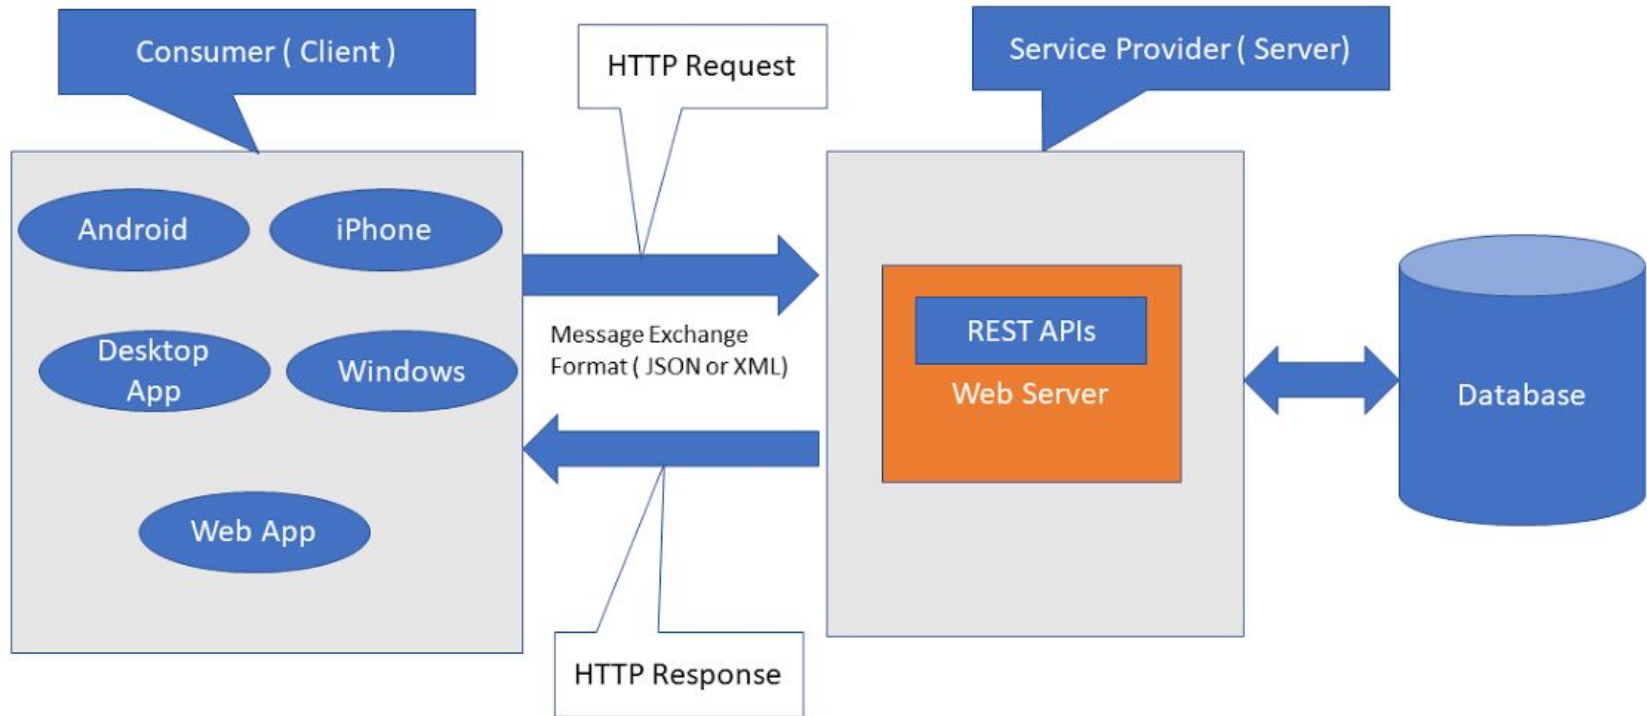 Consumer ( Client )
HTTP Request
Service Provider ( Server)
Android
iPhone
Desktop
App
Windows
Web App
Message Exchange
Format ( JSON or XML)
REST APIs
Web Server
Database
HTTP Response